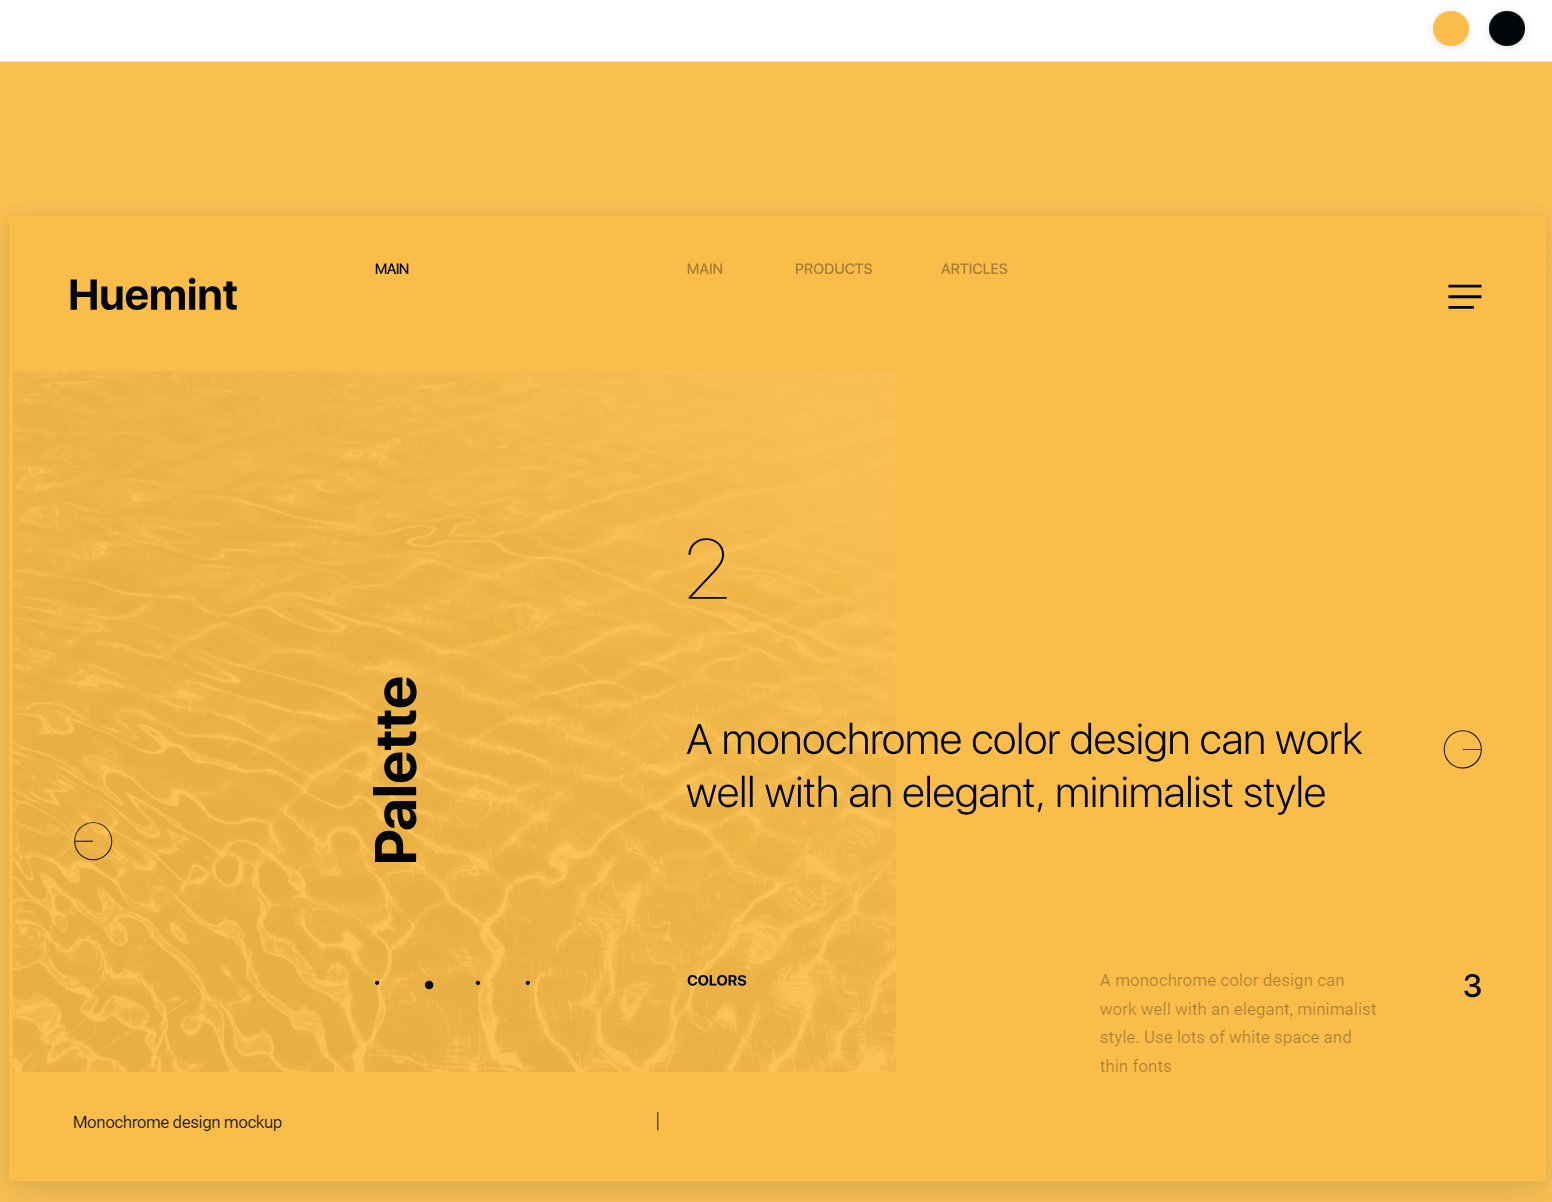 MAIN
MAIN
PRODUCTS
ARTICLES
Huemint
2
Palette
A monochrome color design can work
well with an elegant, minimalist style
COLORS
A monochrome color design can
work well with an elegant, minimalist
style. Use lots of white space and
thin fonts
3
Monochrome design mockup